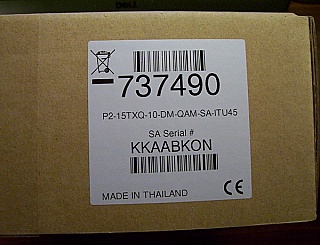 737490
P2-15TXQ-10-DM-QAM-SA-ITU45
SA Serial #
KKAABKON
MADE IN THAILAND
CE